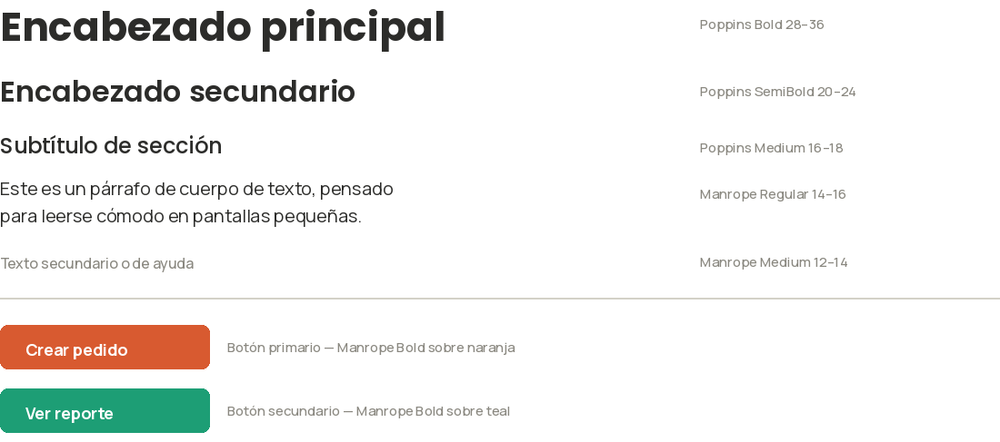 Encabezado principal
Poppins Bold 28–36
Encabezado secundario
Poppins SemiBold 20–24
Subtítulo de sección
Poppins Medium 16–18
Este es un párrafo de cuerpo de texto, pensado
para leerse cómodo en pantallas pequeñas.
Manrope Regular 14–16
Texto secundario o de ayuda
Manrope Medium 12–14
Crear pedido
Botón primario — Manrope Bold sobre naranja
Ver reporte
Botón secundario — Manrope Bold sobre teal